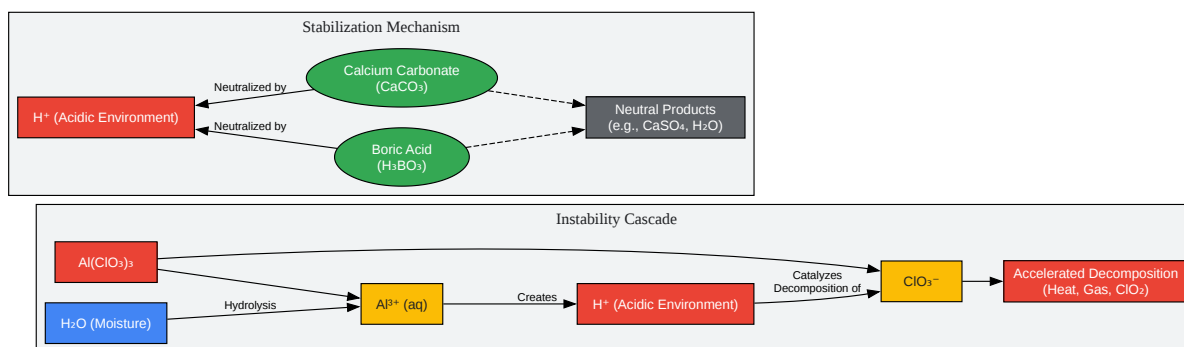 Stabilization Mechanism
Calcium Carbonate
(CaCO₃)
Neutralized by
H⁺ (Acidic Environment)
Neutral Products
(e.g., CaSO₄, H₂O)
Neutralized by
Boric Acid
(H₃BO₃)
Instability Cascade
Al(ClO₃)₃
H₂O (Moisture)
Hydrolysis
Al³⁺ (aq)
Creates
H⁺ (Acidic Environment)
Catalyzes
Decomposition of
ClO₃⁻
Accelerated Decomposition
(Heat, Gas, ClO₂)